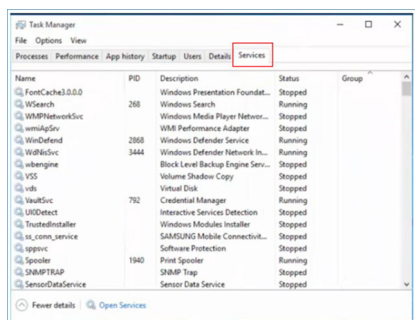 Task Manager
File Options View
Processes Performance App history Startup Users Details Services
Name PID Description Status Group
FontCache3.0.0.0 Windows Presentation Foundat... Stopped
WSearch 268 Windows Search Running
WMPNetworkSvc Windows Media Player Networ... Stopped
wmiApSrv WMI Performance Adapter Stopped
WinDefend 2868 Windows Defender Service Running
WdNisSvc 3444 Windows Defender Network In... Running
wbengine Block Level Backup Engine Serv... Stopped
VSS Volume Shadow Copy Stopped
vds Virtual Disk Stopped
VaultSvc 792 Credential Manager Running
UI0Detect Interactive Services Detection Stopped
TrustedInstaller Windows Modules Installer Stopped
ss_conn_service SAMSUNG Mobile Connectivit... Stopped
sppsvc Software Protection Stopped
Spooler 1940 Print Spooler Running
SNMPTRAP SNMP Trap Stopped
SensorDataService Sensor Data Service Stopped
Fewer details Open Services